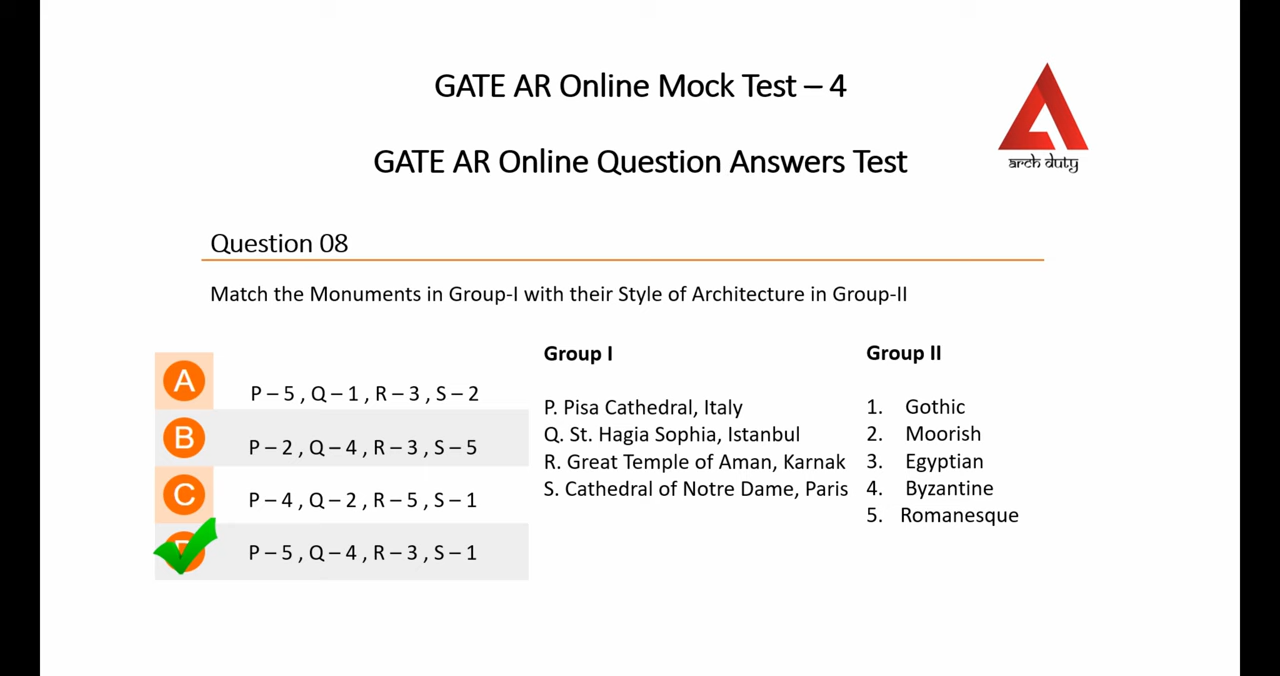 GATE AR Online Mock Test – 4
GATE AR Online Question Answers Test
arch duty
Question 08
Match the Monuments in Group-I with their Style of Architecture in Group-II
A
P – 5 , Q – 1 , R – 3 , S – 2
B
P – 2 , Q – 4 , R – 3 , S – 5
C
P – 4 , Q – 2 , R – 5 , S – 1
P – 5 , Q – 4 , R – 3 , S – 1
Group I
P. Pisa Cathedral, Italy
Q. St. Hagia Sophia, Istanbul
R. Great Temple of Aman, Karnak
S. Cathedral of Notre Dame, Paris
Group II
1. Gothic
2. Moorish
3. Egyptian
4. Byzantine
5. Romanesque